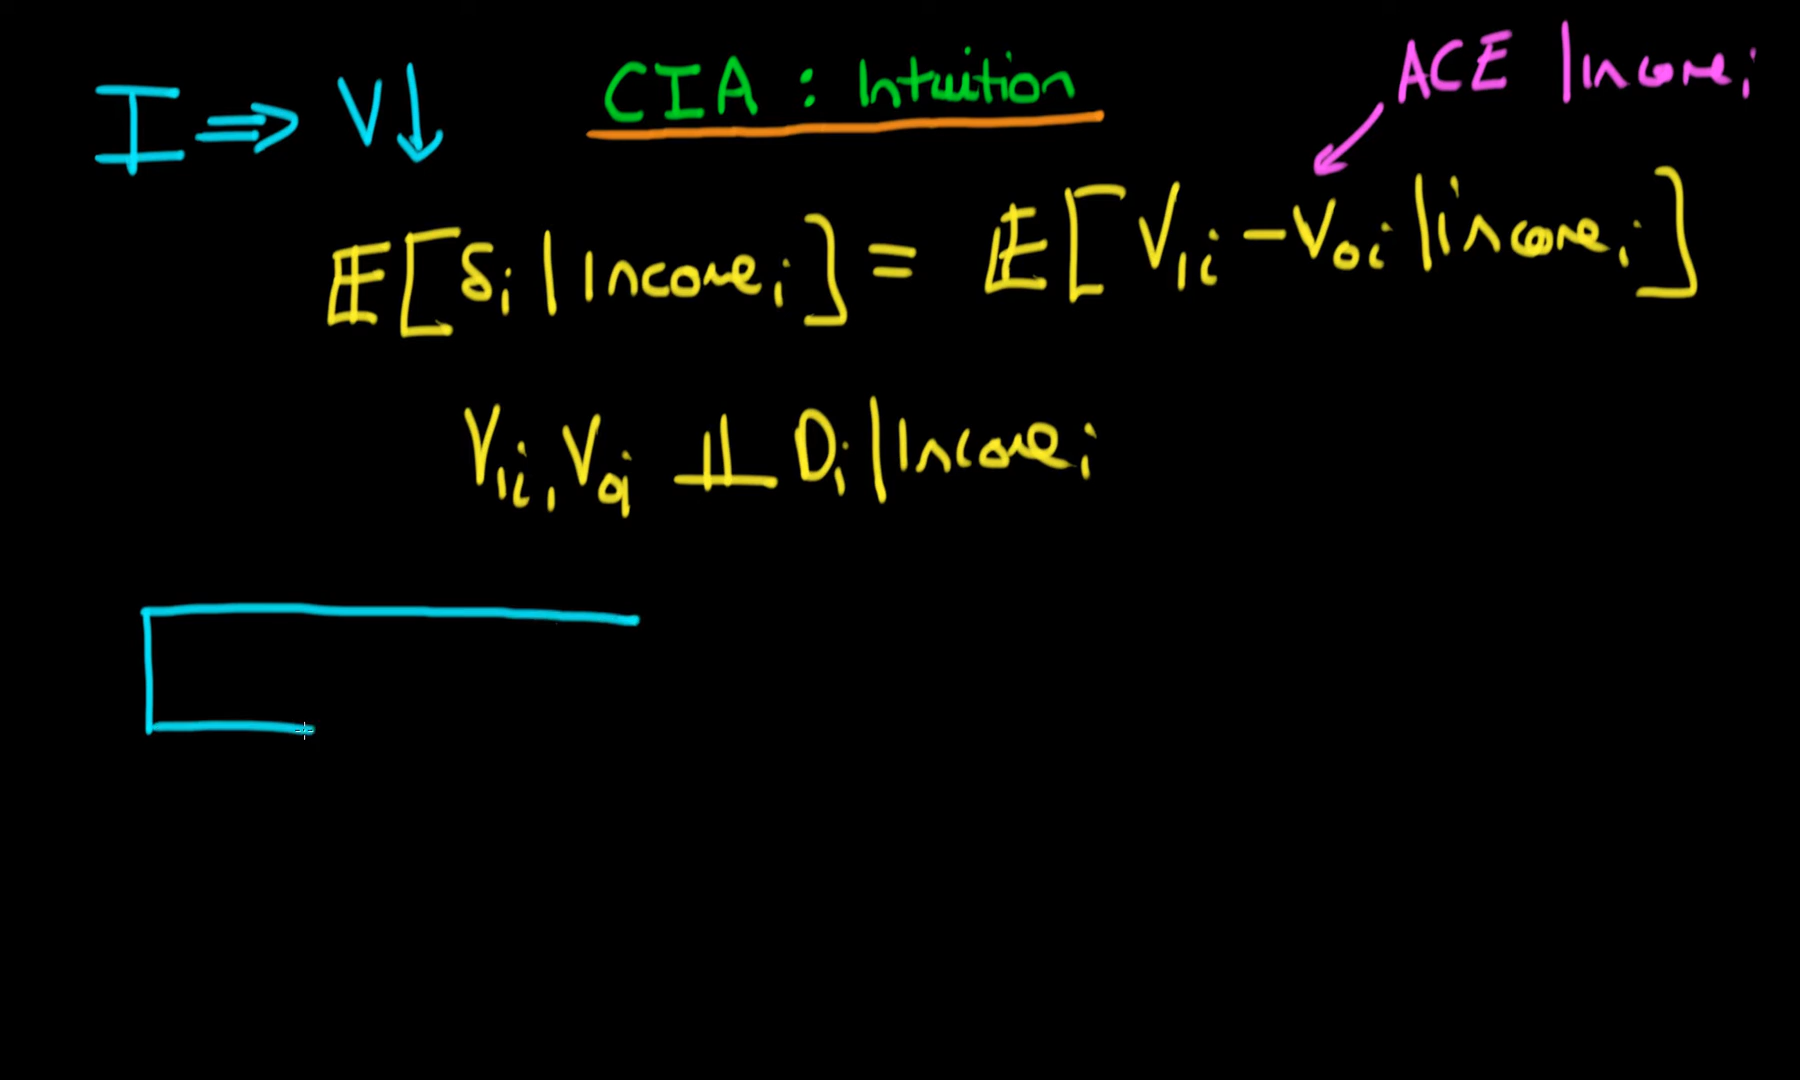 CIA : Intuition
ACE | Income_i
I ⇒ V↓
𝔼[δ_i | Income_i] = 𝔼[V_1i − V_0i | income_i]
V_1i, V_0i ⫫ D_i | Income_i